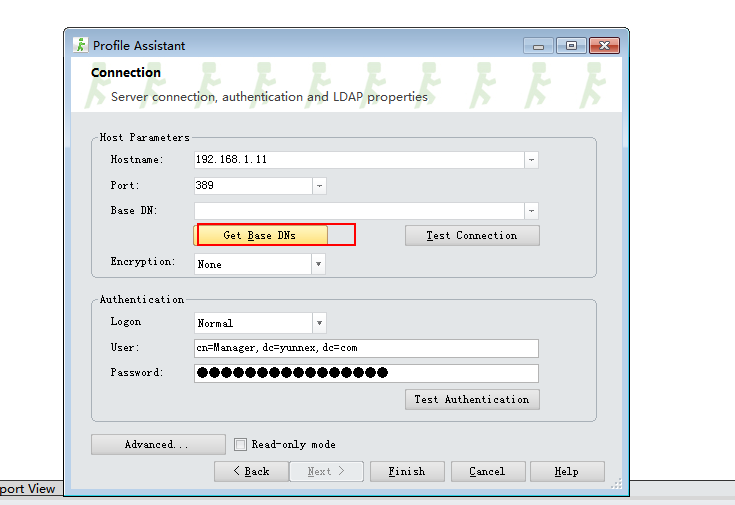 Profile Assistant
Connection
Server connection, authentication and LDAP properties
Host Parameters
Hostname: 192.168.1.11
Port: 389
Base DN:
Get Base DNs Test Connection
Encryption: None
Authentication
Logon Normal
User: cn=Manager,dc=yunnex,dc=com
Password: ●●●●●●●●●●●●●●●●
Test Authentication
Advanced... Read-only mode
< Back Next > Finish Cancel Help
port View